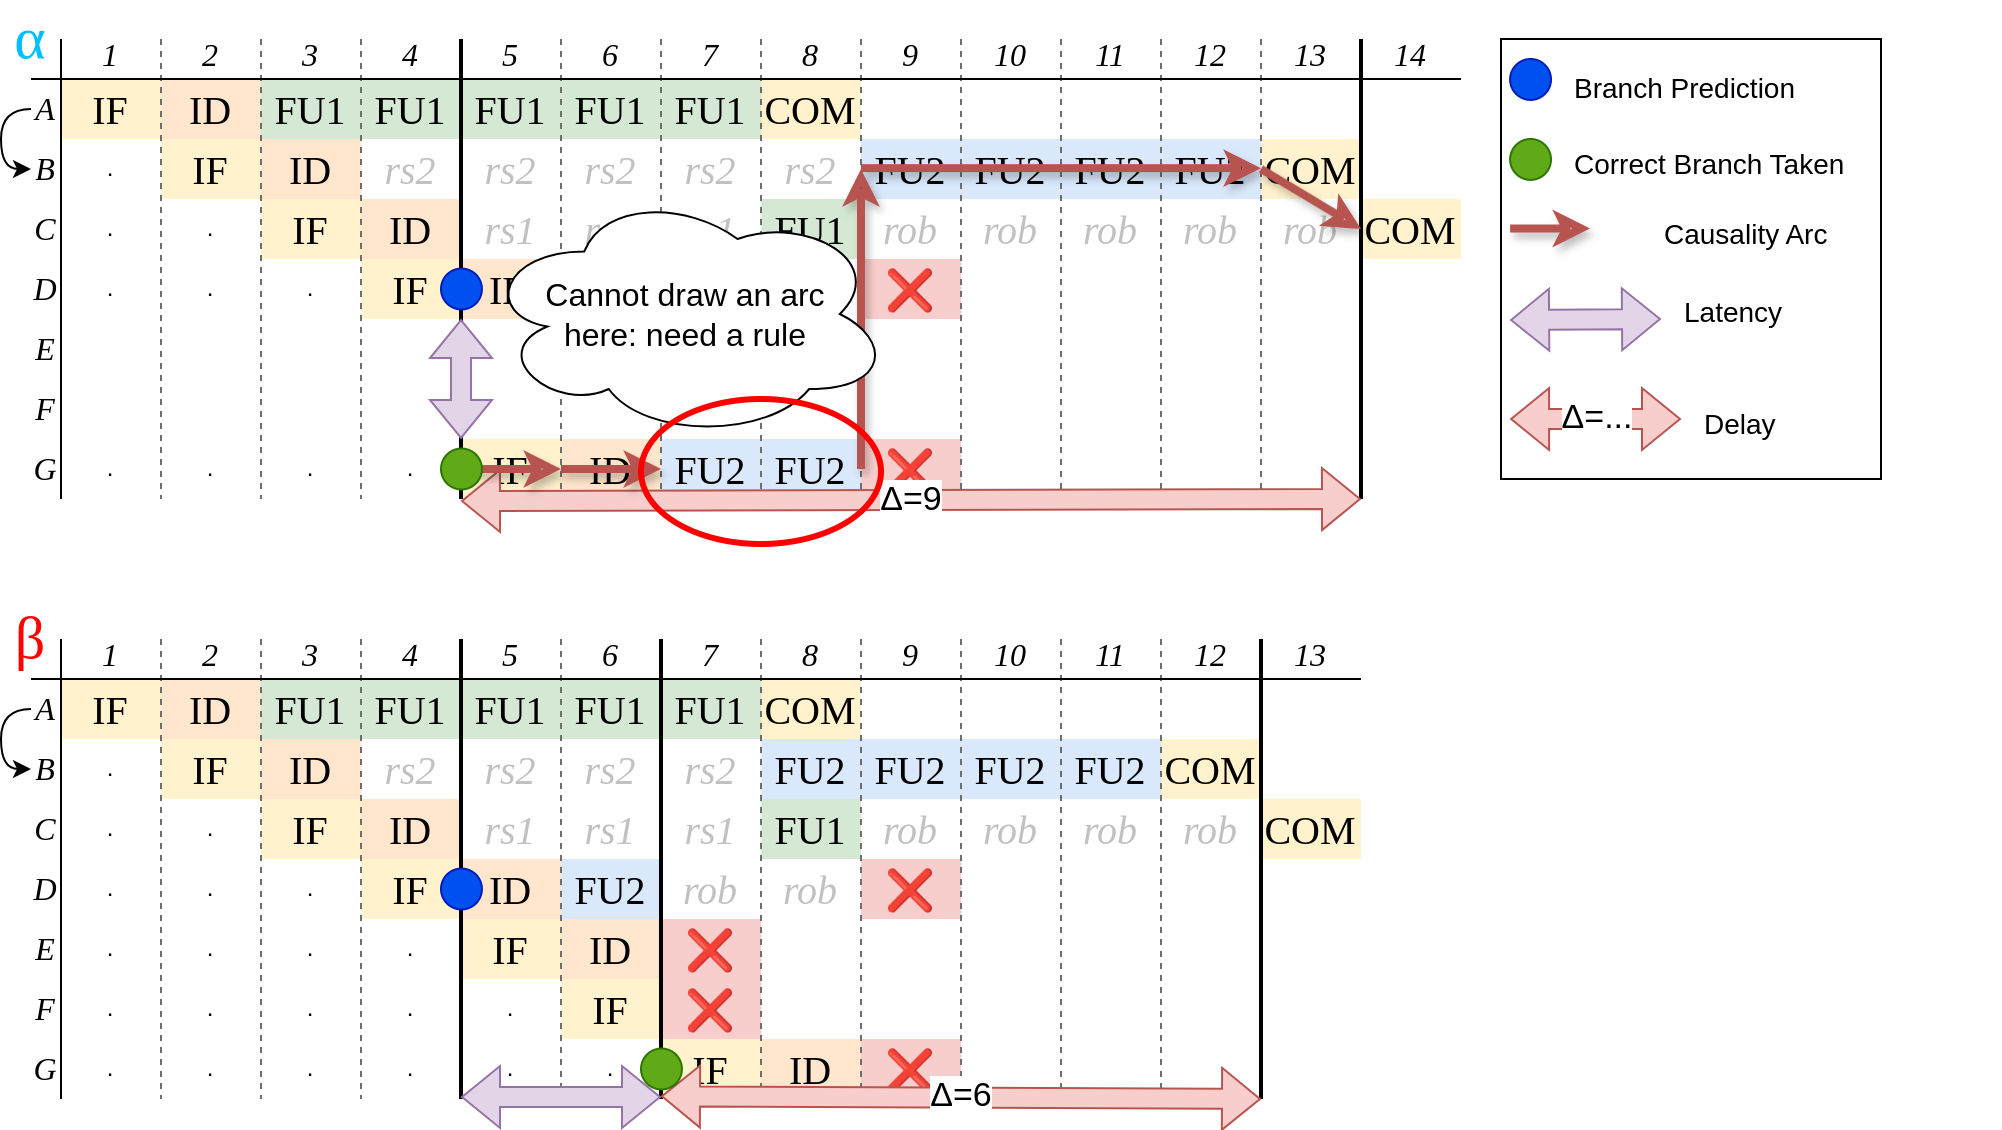 α 1 2 3 4 5 6 7 8 9 10 11 12 13 14
A IF ID FU1 FU1 FU1 FU1 FU1 COM
B . IF ID rs2 rs2 rs2 rs2 rs2 FU2 FU2 FU2 FU2 COM
C . . IF ID rs1 FU1 rob rob rob rob rob COM
D . . . IF ❌
Cannot draw an arc
here: need a rule
E
F
G . . . . IF ID FU2 FU2 ❌
Δ=9
Branch Prediction
Correct Branch Taken
Causality Arc
Latency
Δ=...
Delay
β 1 2 3 4 5 6 7 8 9 10 11 12 13
A IF ID FU1 FU1 FU1 FU1 FU1 COM
B . IF ID rs2 rs2 rs2 rs2 FU2 FU2 FU2 FU2 COM
C . . IF ID rs1 rs1 rs1 FU1 rob rob rob rob COM
D . . . IF ID FU2 rob rob ❌
E . . . . IF ID ❌
F . . . . . IF ❌
G . . . . . . IF ID ❌
Δ=6